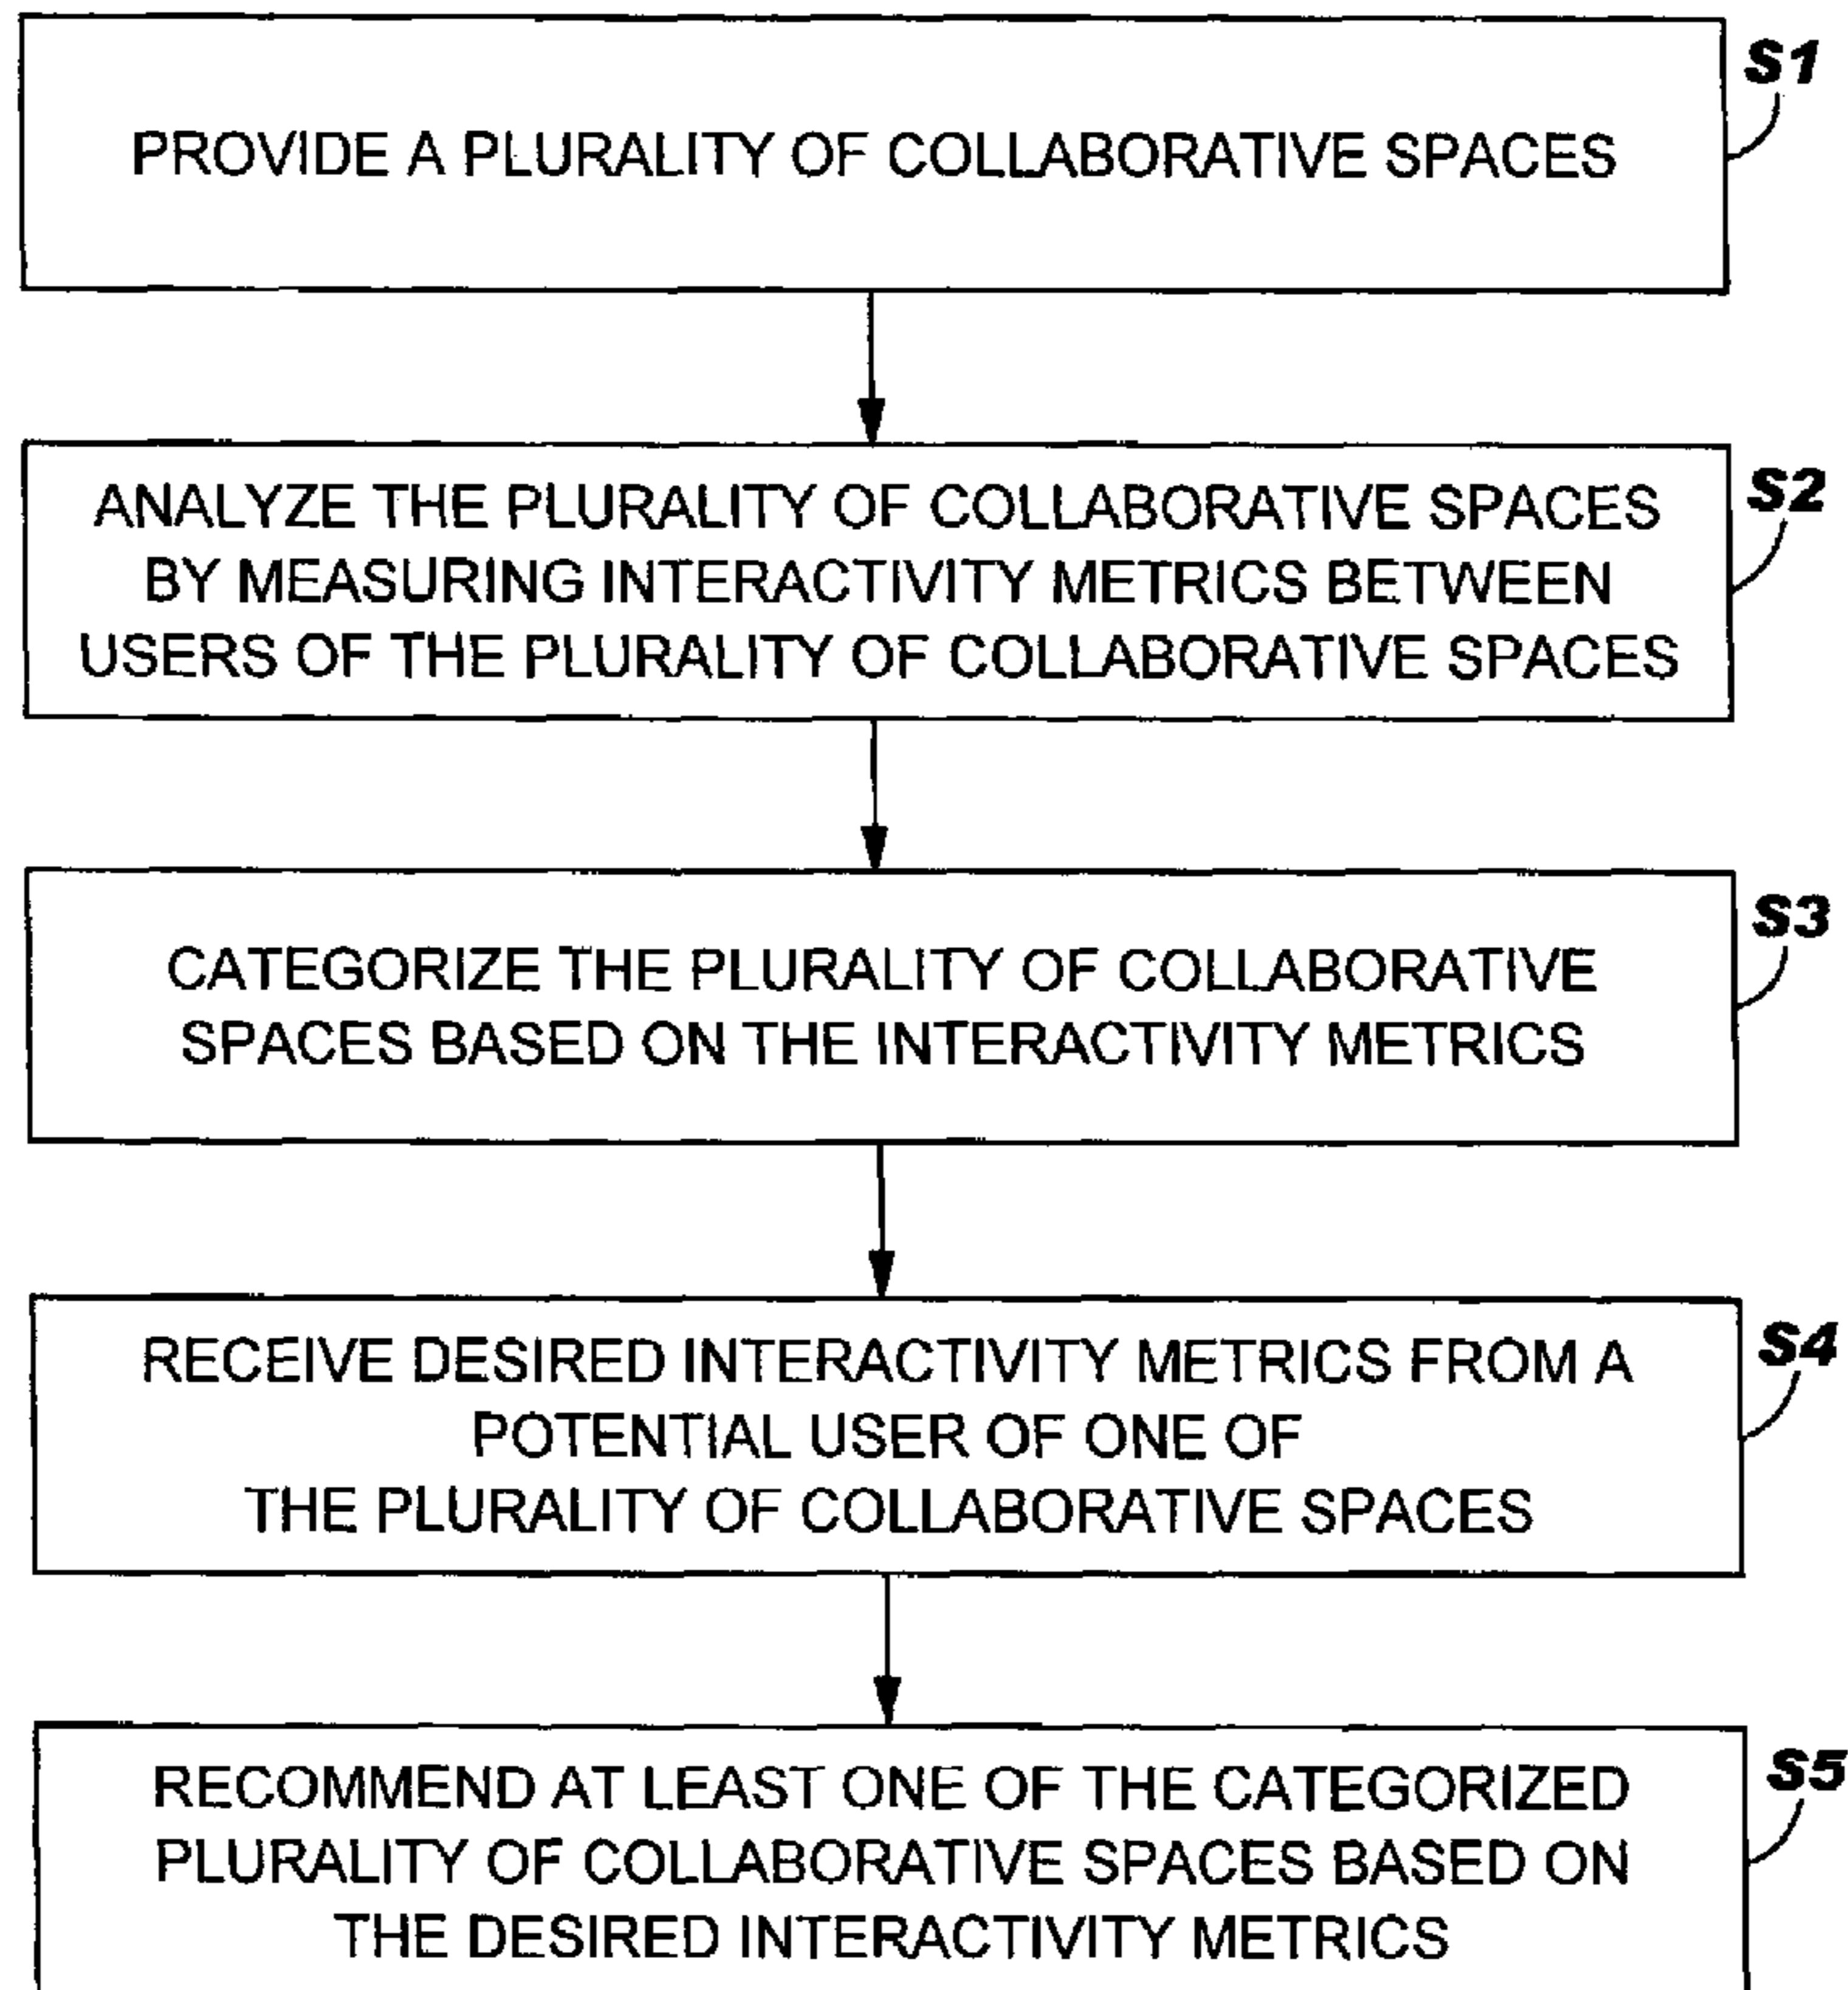 S1
PROVIDE A PLURALITY OF COLLABORATIVE SPACES
S2
ANALYZE THE PLURALITY OF COLLABORATIVE SPACES
BY MEASURING INTERACTIVITY METRICS BETWEEN
USERS OF THE PLURALITY OF COLLABORATIVE SPACES
S3
CATEGORIZE THE PLURALITY OF COLLABORATIVE
SPACES BASED ON THE INTERACTIVITY METRICS
S4
RECEIVE DESIRED INTERACTIVITY METRICS FROM A
POTENTIAL USER OF ONE OF
THE PLURALITY OF COLLABORATIVE SPACES
S5
RECOMMEND AT LEAST ONE OF THE CATEGORIZED
PLURALITY OF COLLABORATIVE SPACES BASED ON
THE DESIRED INTERACTIVITY METRICS